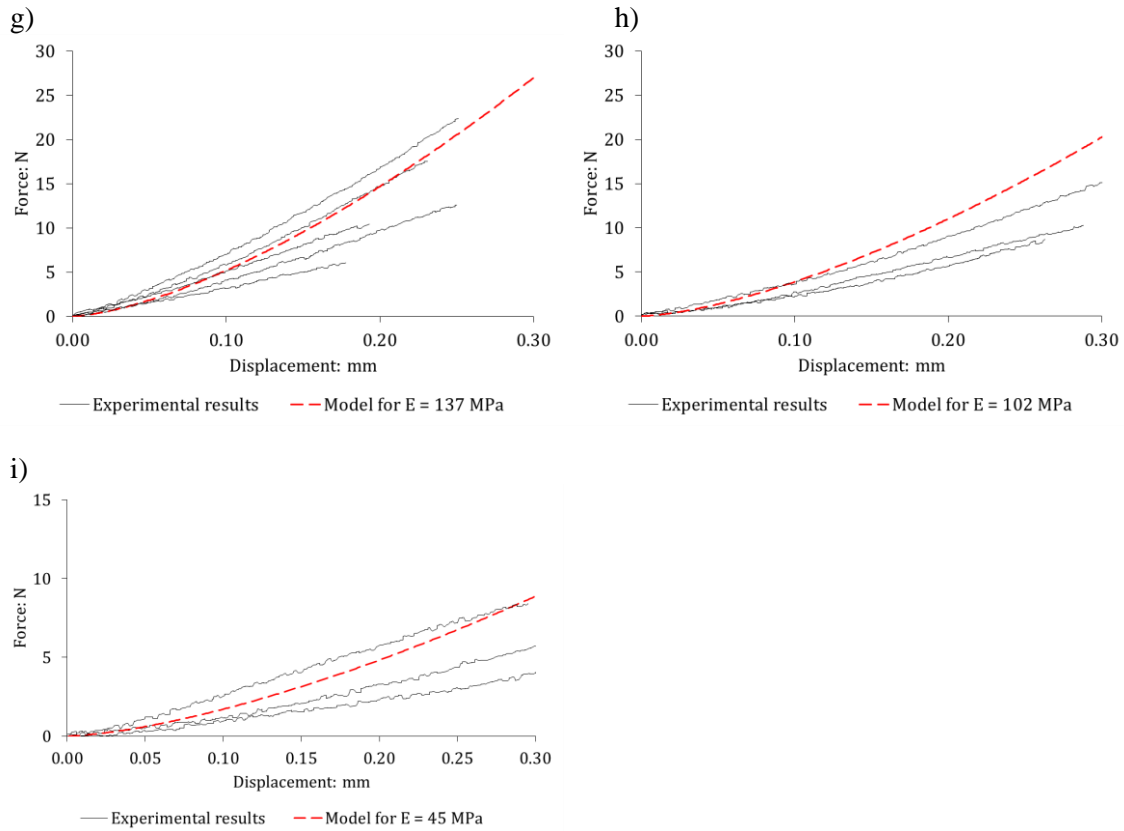 g)
30
25
20
15
10
5
0
Force: N
0.00 0.10 0.20 0.30
Displacement: mm
Experimental results Model for E = 137 MPa
h)
30
25
20
15
10
5
0
Force: N
0.00 0.10 0.20 0.30
Displacement: mm
Experimental results Model for E = 102 MPa
i)
15
10
5
0
Force: N
0.00 0.05 0.10 0.15 0.20 0.25 0.30
Displacement: mm
Experimental results Model for E = 45 MPa